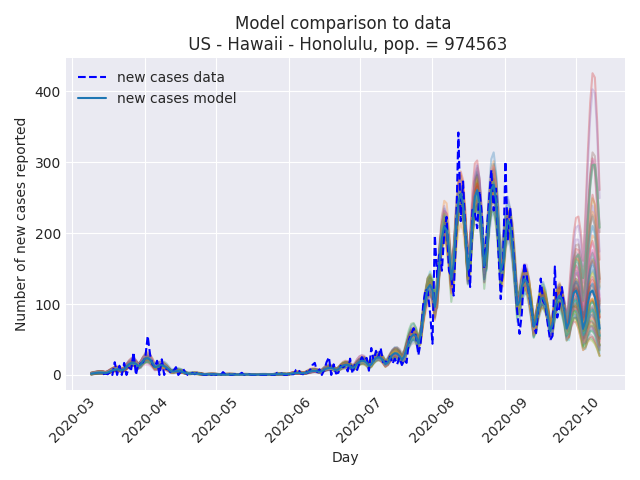 Model comparison to data
US - Hawaii - Honolulu, pop. = 974563
new cases data
new cases model
Number of new cases reported
400
300
200
100
0
2020-03
2020-04
2020-05
2020-06
2020-07
2020-08
2020-09
2020-10
Day